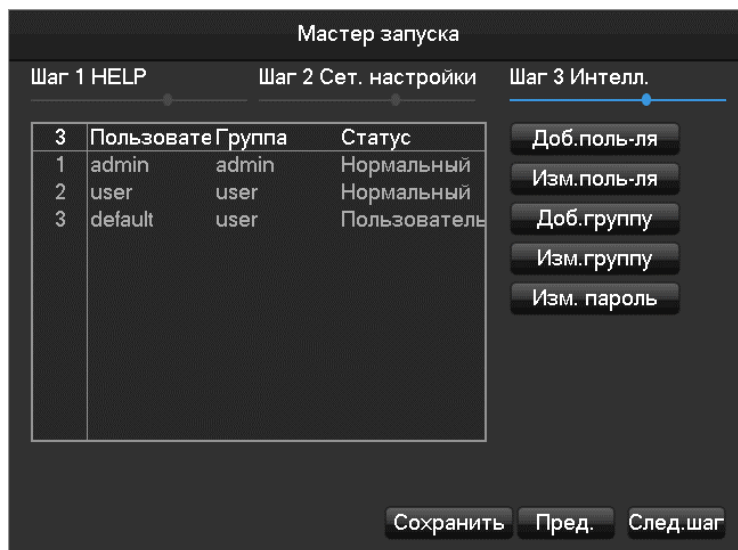 Мастер запуска
Шаг 1 HELP Шаг 2 Сет. настройки Шаг 3 Интелл.
3 Пользовате Группа Статус
1 admin admin Нормальный
2 user user Нормальный
3 default user Пользователь
Доб.поль-ля
Изм.поль-ля
Доб.группу
Изм.группу
Изм. пароль
Сохранить Пред. След.шаг